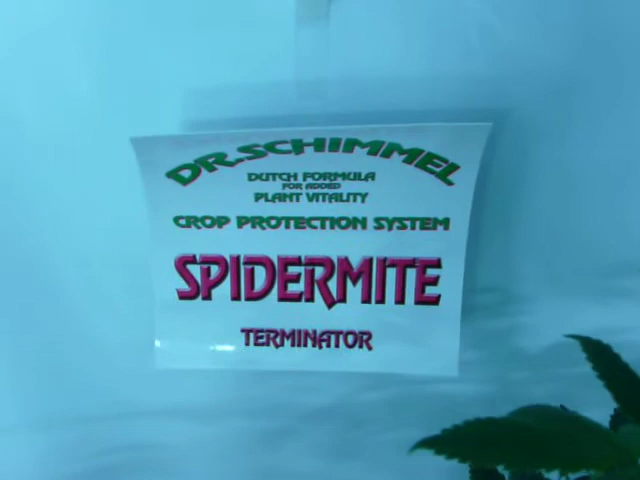 DR.SCHIMMEL
DUTCH FORMULA
FOR ADDED
PLANT VITALITY
CROP PROTECTION SYSTEM
SPIDERMITE
TERMINATOR